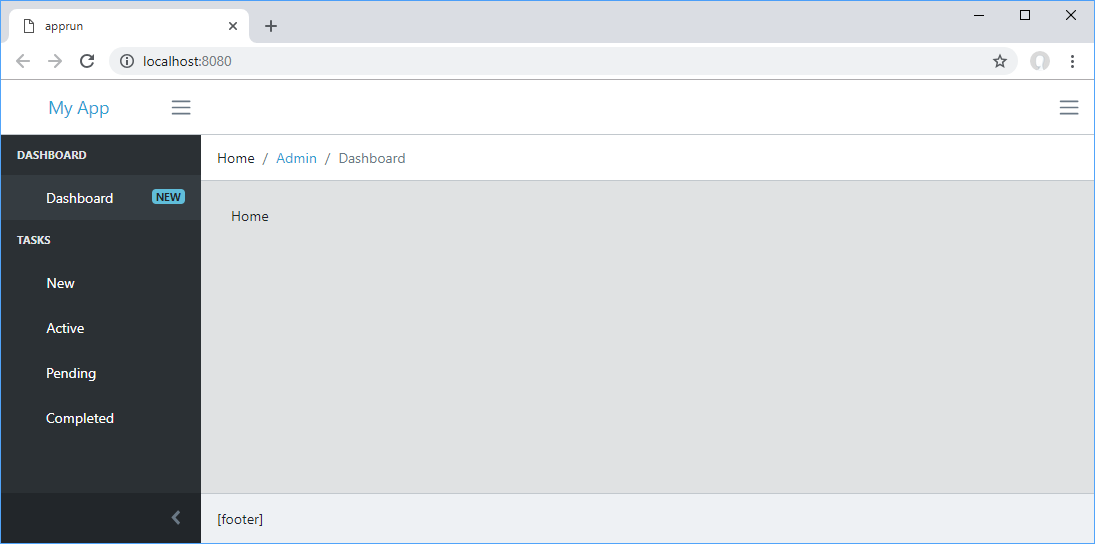 apprun
localhost:8080
My App
DASHBOARD
Home / Admin / Dashboard
Dashboard NEW
Home
TASKS
New
Active
Pending
Completed
[footer]